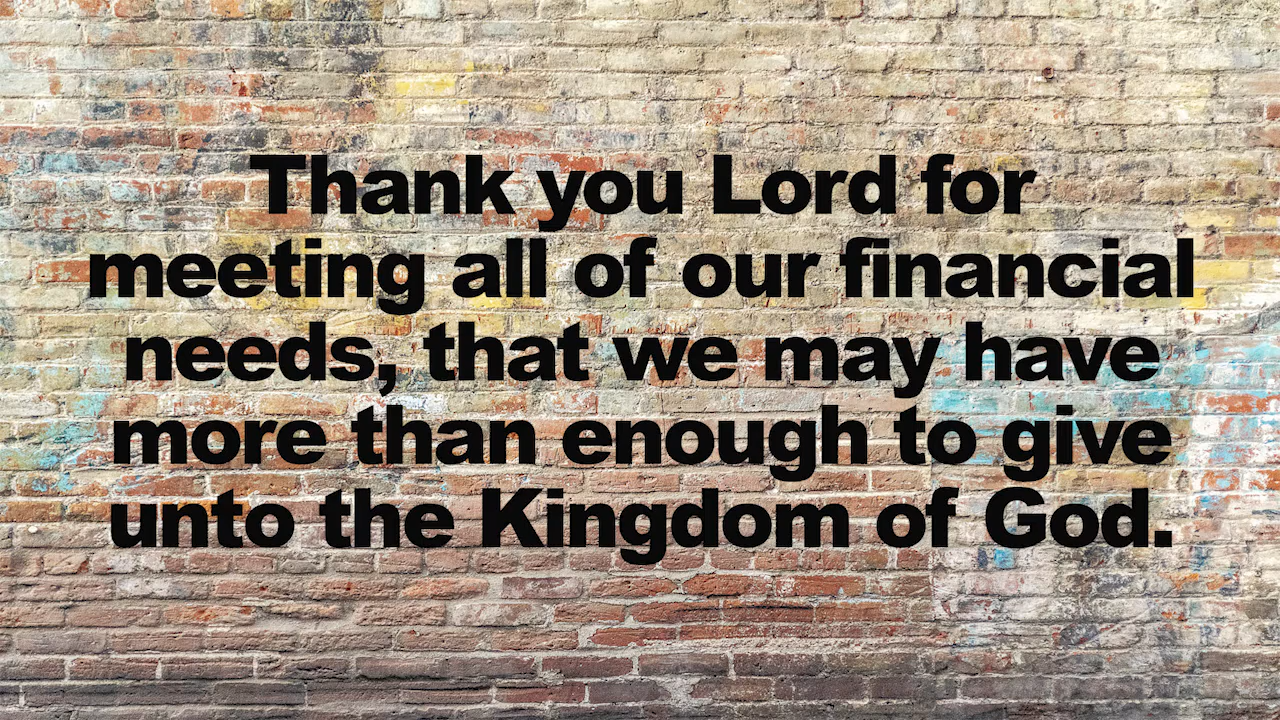 Thank you Lord for
meeting all of our financial
needs, that we may have
more than enough to give
unto the Kingdom of God.